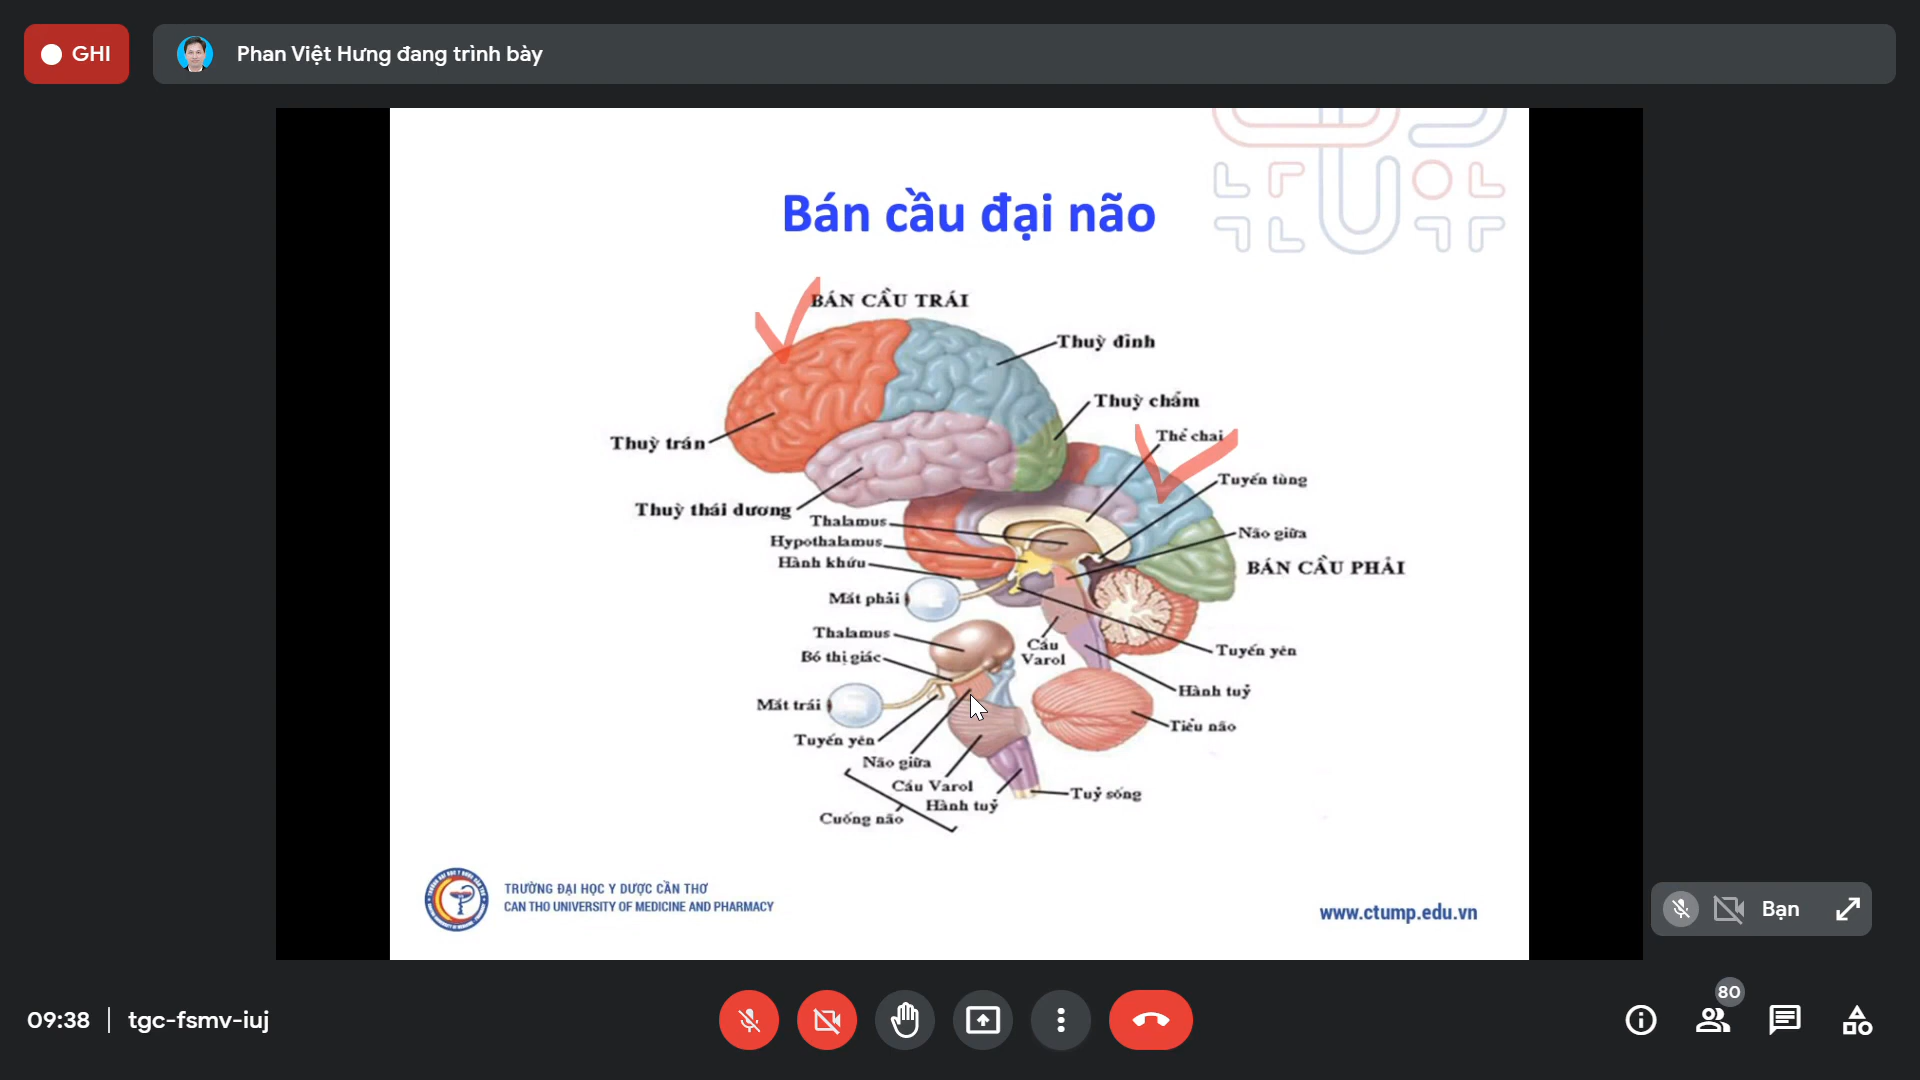 GHI
Phan Việt Hưng đang trình bày
Bán cầu đại não
BÁN CẦU TRÁI
Thuỳ đỉnh
Thuỳ chẩm
Thể chai
Thuỳ trán
Tuyến tùng
Thuỳ thái dương
Thalamus
Não giữa
Hypothalamus
Hành khứu
BÁN CẦU PHẢI
Mắt phải
Thalamus
Cầu
Varol
Bó thị giác
Tuyến yên
Hành tuỷ
Mắt trái
Tiểu não
Tuyến yên
Não giữa
Cầu Varol
Tuỷ sống
Hành tuỷ
Cuống não
TRƯỜNG ĐẠI HỌC Y DƯỢC CẦN THƠ
CAN THO UNIVERSITY OF MEDICINE AND PHARMACY
www.ctump.edu.vn
Bạn
09:38
tgc-fsmv-iuj
80